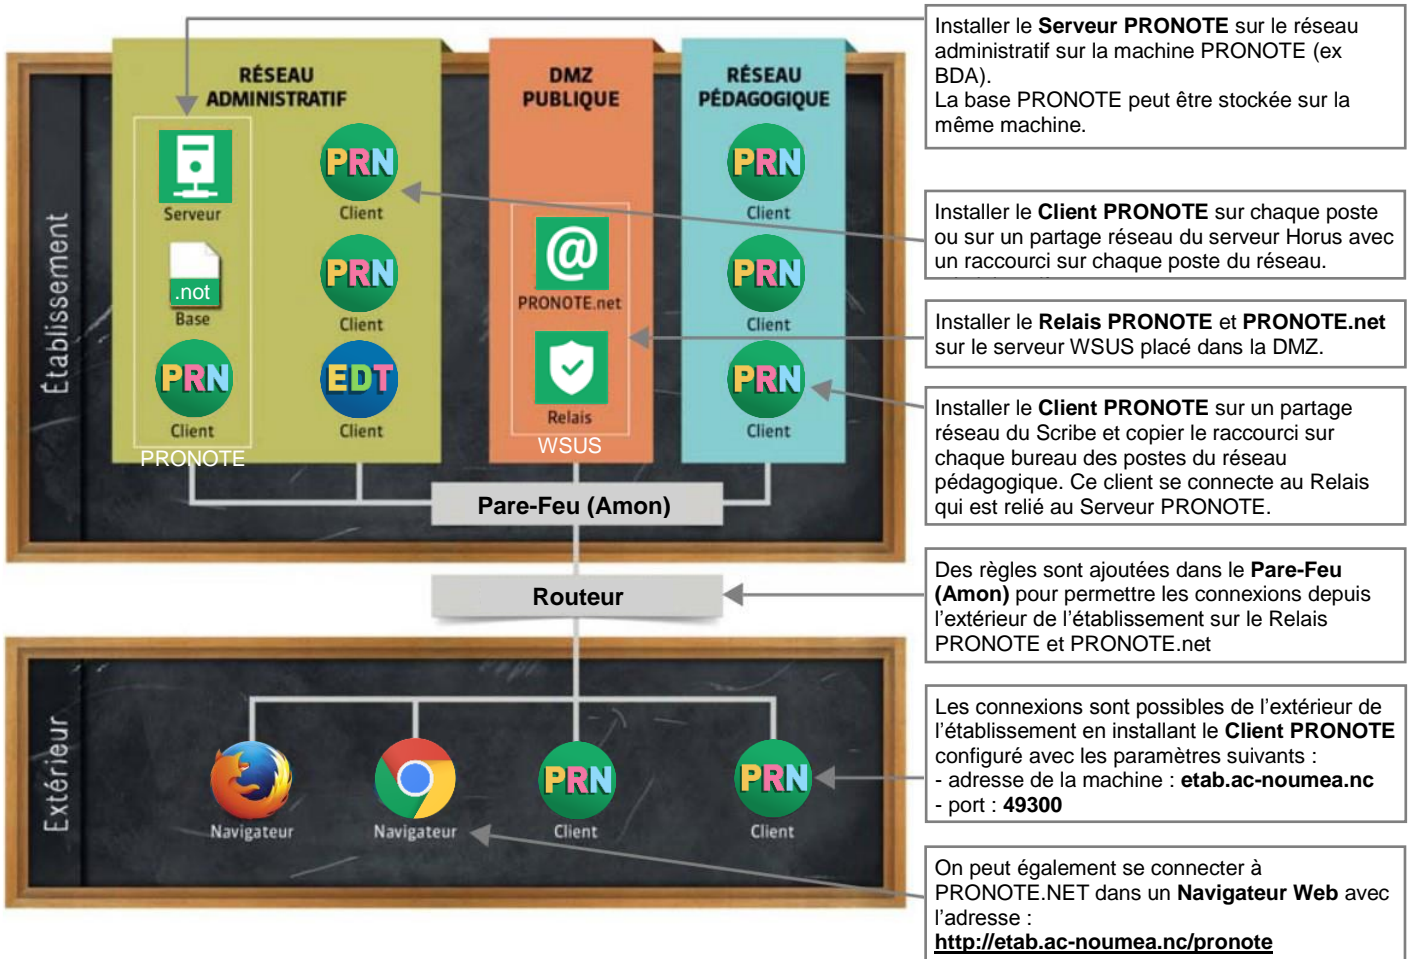 RÉSEAU
ADMINISTRATIF
DMZ
PUBLIQUE
RÉSEAU
PÉDAGOGIQUE
Établissement
Serveur
PRN
Client
PRN
Client
.not
Base
PRN
Client
EDT
Client
PRN
Client
PRONOTE
@
PRONOTE.net
Relais
WSUS
PRN
Client
PRN
Client
PRN
Client
Pare-Feu (Amon)
Routeur
Extérieur
Navigateur
Navigateur
PRN
Client
PRN
Client
Installer le Serveur PRONOTE sur le réseau
administratif sur la machine PRONOTE (ex
BDA).
La base PRONOTE peut être stockée sur la
même machine.
Installer le Client PRONOTE sur chaque poste
ou sur un partage réseau du serveur Horus avec
un raccourci sur chaque poste du réseau.
Installer le Relais PRONOTE et PRONOTE.net
sur le serveur WSUS placé dans la DMZ.
Installer le Client PRONOTE sur un partage
réseau du Scribe et copier le raccourci sur
chaque bureau des postes du réseau
pédagogique. Ce client se connecte au Relais
qui est relié au Serveur PRONOTE.
Des règles sont ajoutées dans le Pare-Feu
(Amon) pour permettre les connexions depuis
l'extérieur de l'établissement sur le Relais
PRONOTE et PRONOTE.net
Les connexions sont possibles de l'extérieur de
l'établissement en installant le Client PRONOTE
configuré avec les paramètres suivants :
- adresse de la machine : etab.ac-noumea.nc
- port : 49300
On peut également se connecter à
PRONOTE.NET dans un Navigateur Web avec
l'adresse :
http://etab.ac-noumea.nc/pronote